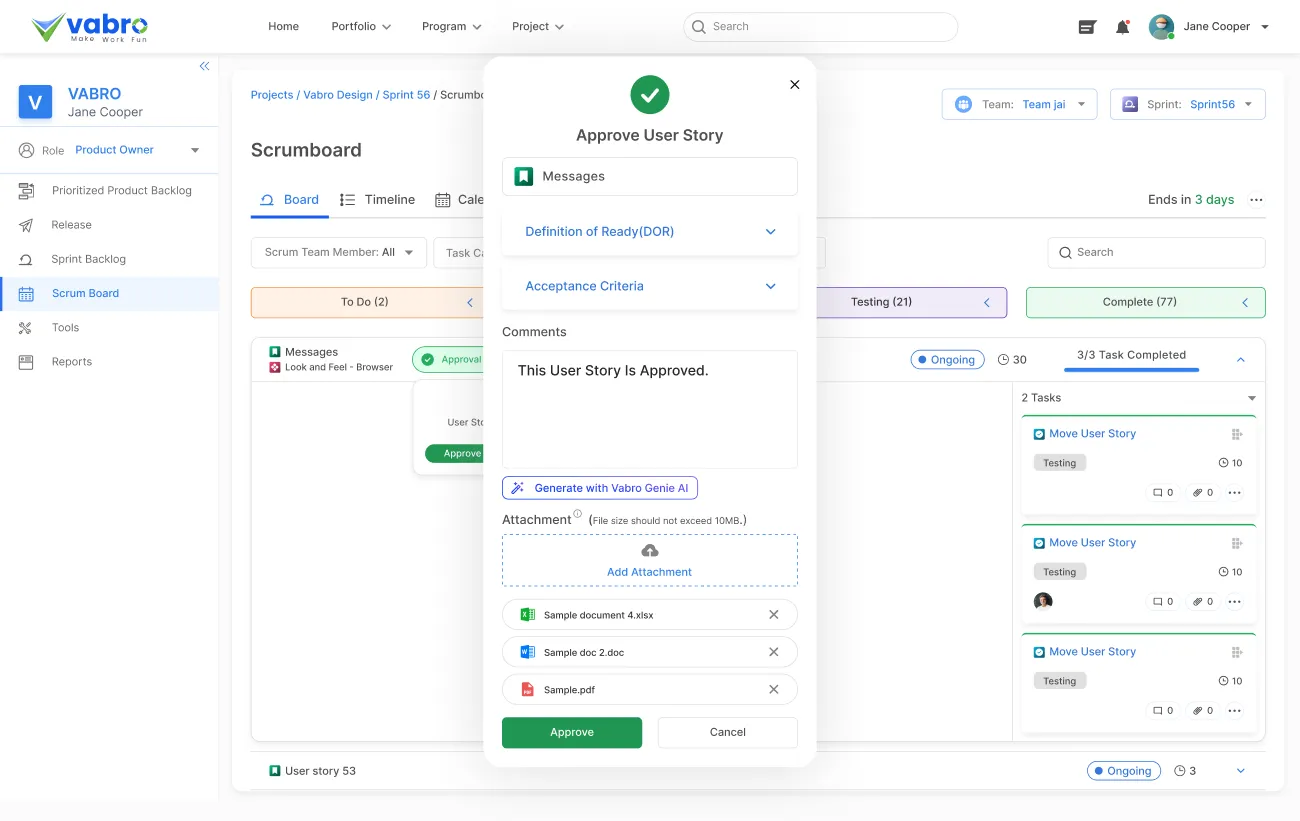 vabro
Make Work Fun
Home
Portfolio
Program
Project
Search
Jane Cooper
V
VABRO
Jane Cooper
Role
Product Owner
Prioritized Product Backlog
Release
Sprint Backlog
Scrum Board
Tools
Reports
Projects / Vabro Design / Sprint 56 / Scrumbo
Team: Team jai
Sprint: Sprint56
Scrumboard
Board
Timeline
Cale
Ends in 3 days
Scrum Team Member: All
Task Ca
Search
To Do (2)
Testing (21)
Complete (77)
Messages
Look and Feel - Browser
Approval
Ongoing
30
3/3 Task Completed
User Sto
Approve
2 Tasks
Move User Story
Testing
10
0
0
Move User Story
Testing
10
0
0
Move User Story
Testing
10
0
0
User story 53
Ongoing
3
Approve User Story
Messages
Definition of Ready(DOR)
Acceptance Criteria
Comments
This User Story Is Approved.
Generate with Vabro Genie AI
Attachment (File size should not exceed 10MB.)
Add Attachment
Sample document 4.xlsx
Sample doc 2.doc
Sample.pdf
Approve
Cancel